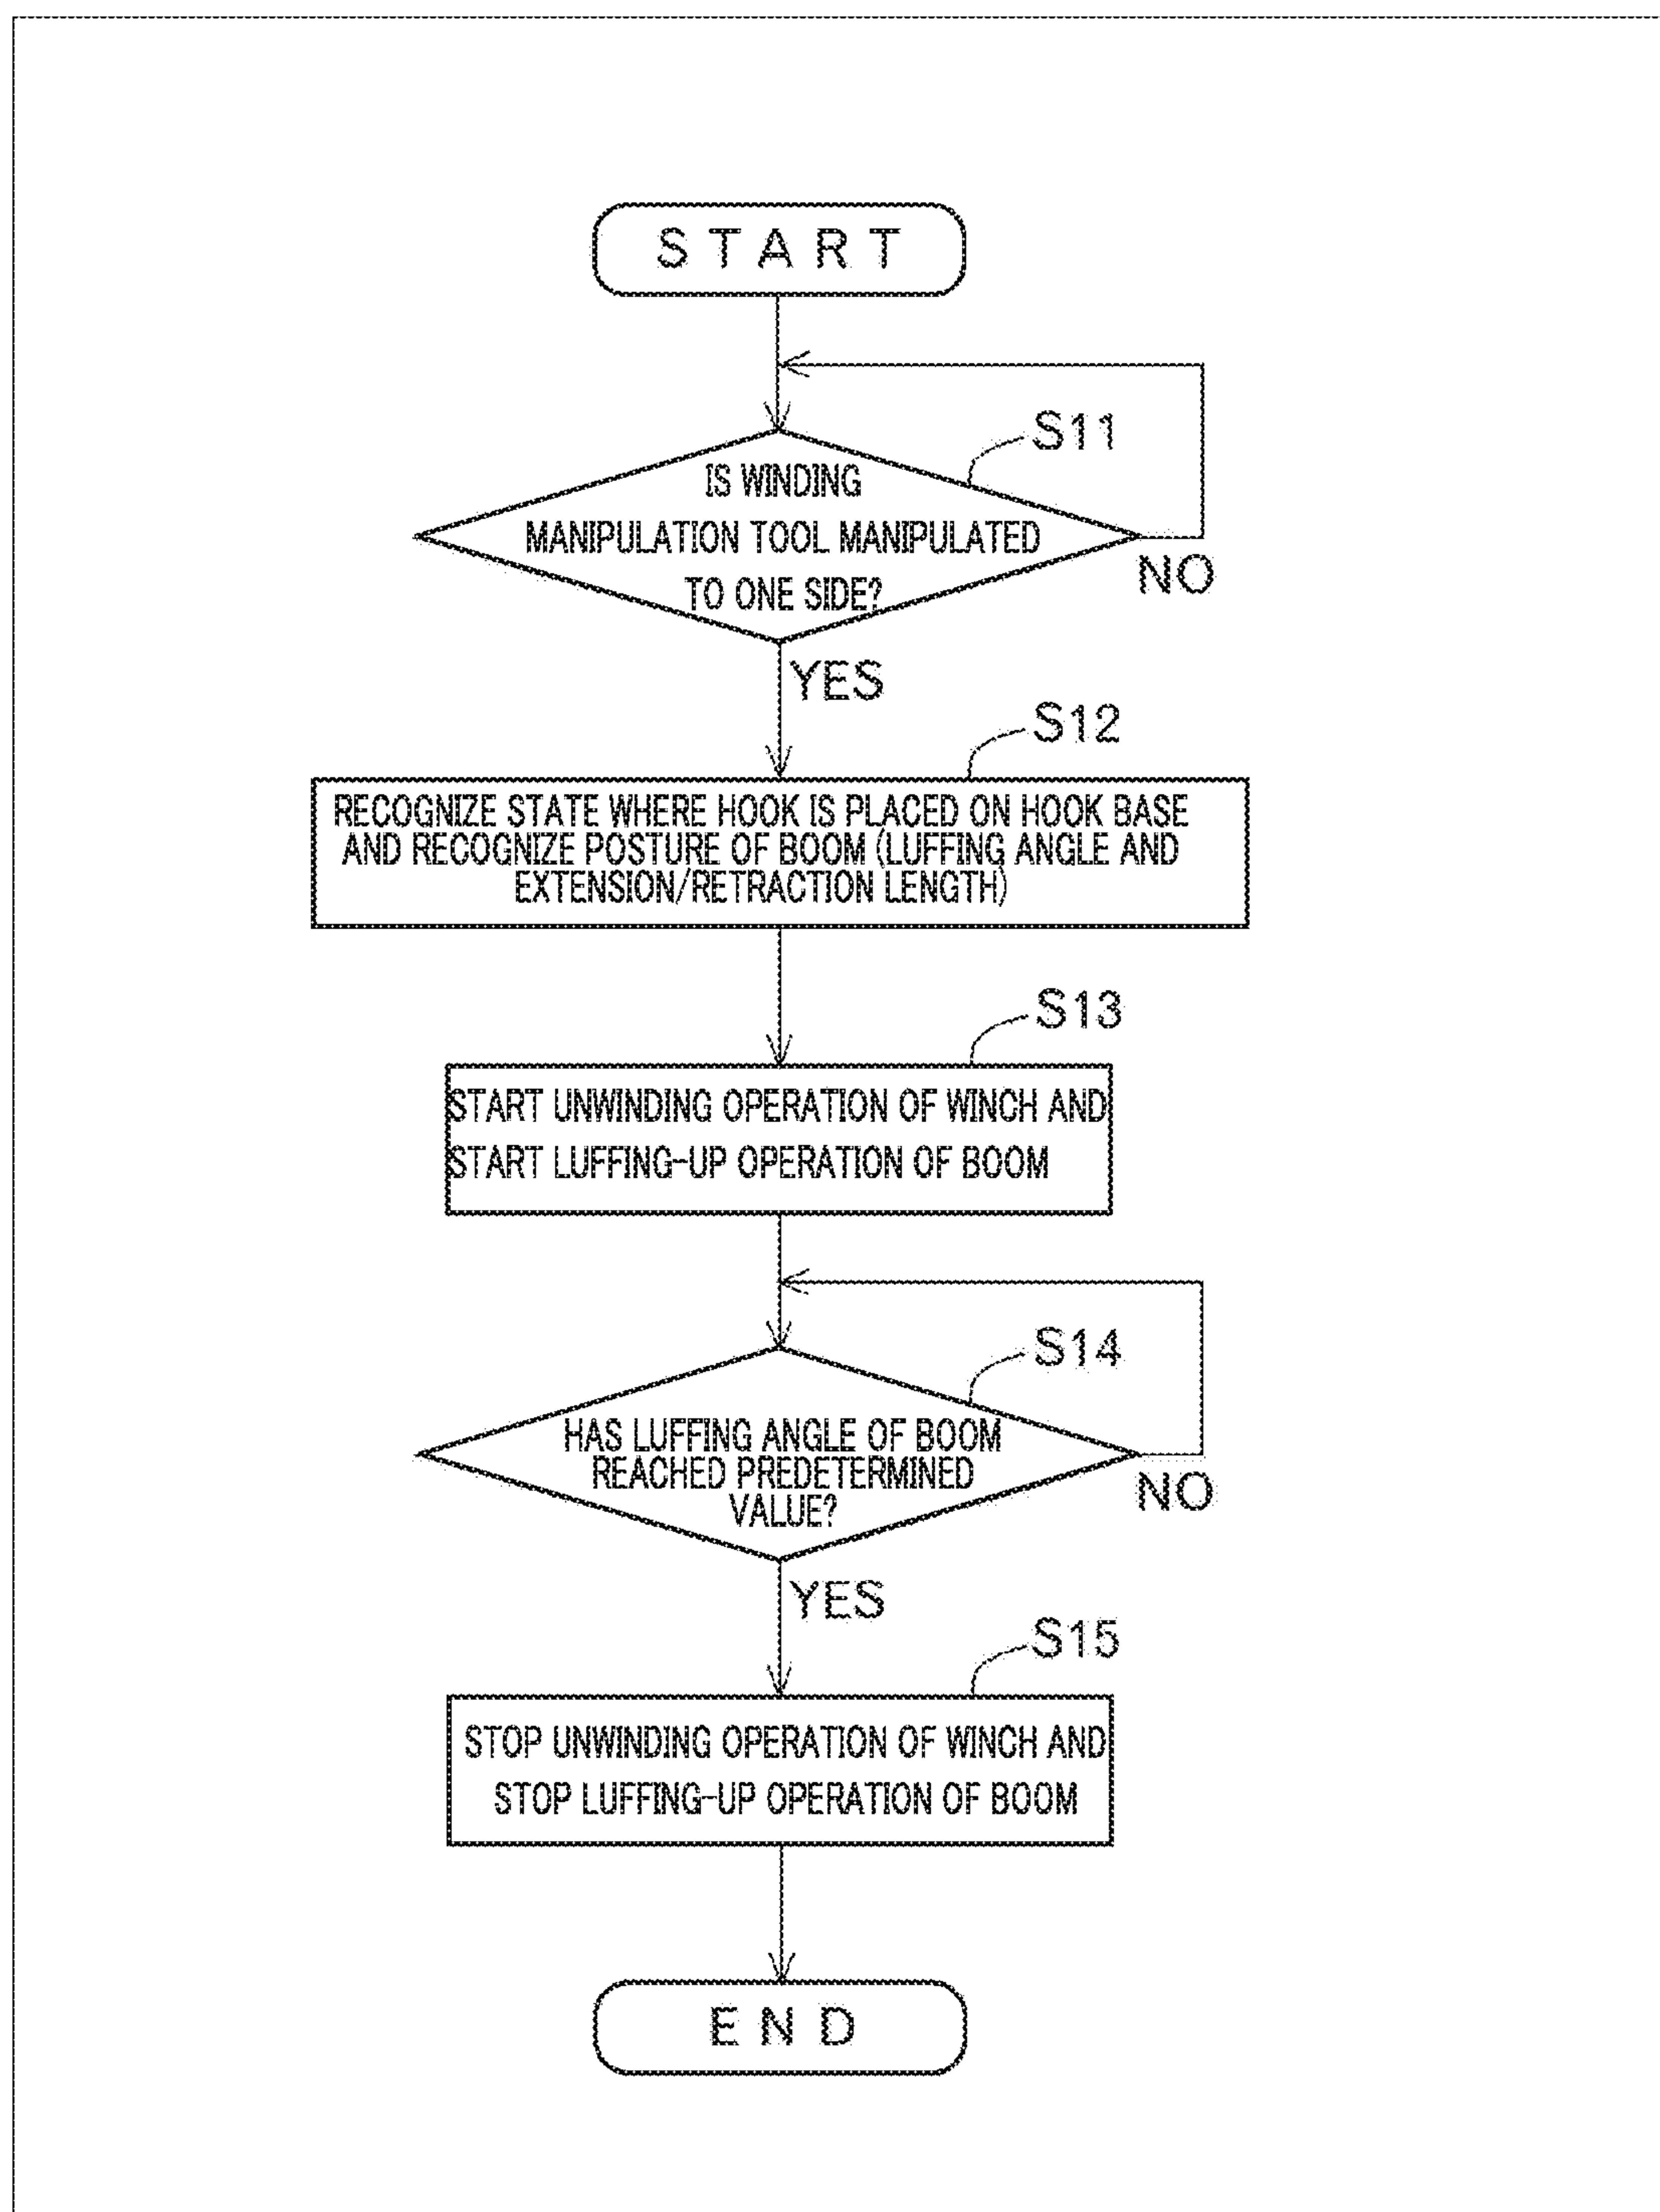 START
S11
IS WINDING
MANIPULATION TOOL MANIPULATED
TO ONE SIDE?
NO
YES
S12
RECOGNIZE STATE WHERE HOOK IS PLACED ON HOOK BASE
AND RECOGNIZE POSTURE OF BOOM (LUFFING ANGLE AND
EXTENSION/RETRACTION LENGTH)
S13
START UNWINDING OPERATION OF WINCH AND
START LUFFING-UP OPERATION OF BOOM
S14
HAS LUFFING ANGLE OF BOOM
REACHED PREDETERMINED
VALUE?
NO
YES
S15
STOP UNWINDING OPERATION OF WINCH AND
STOP LUFFING-UP OPERATION OF BOOM
END